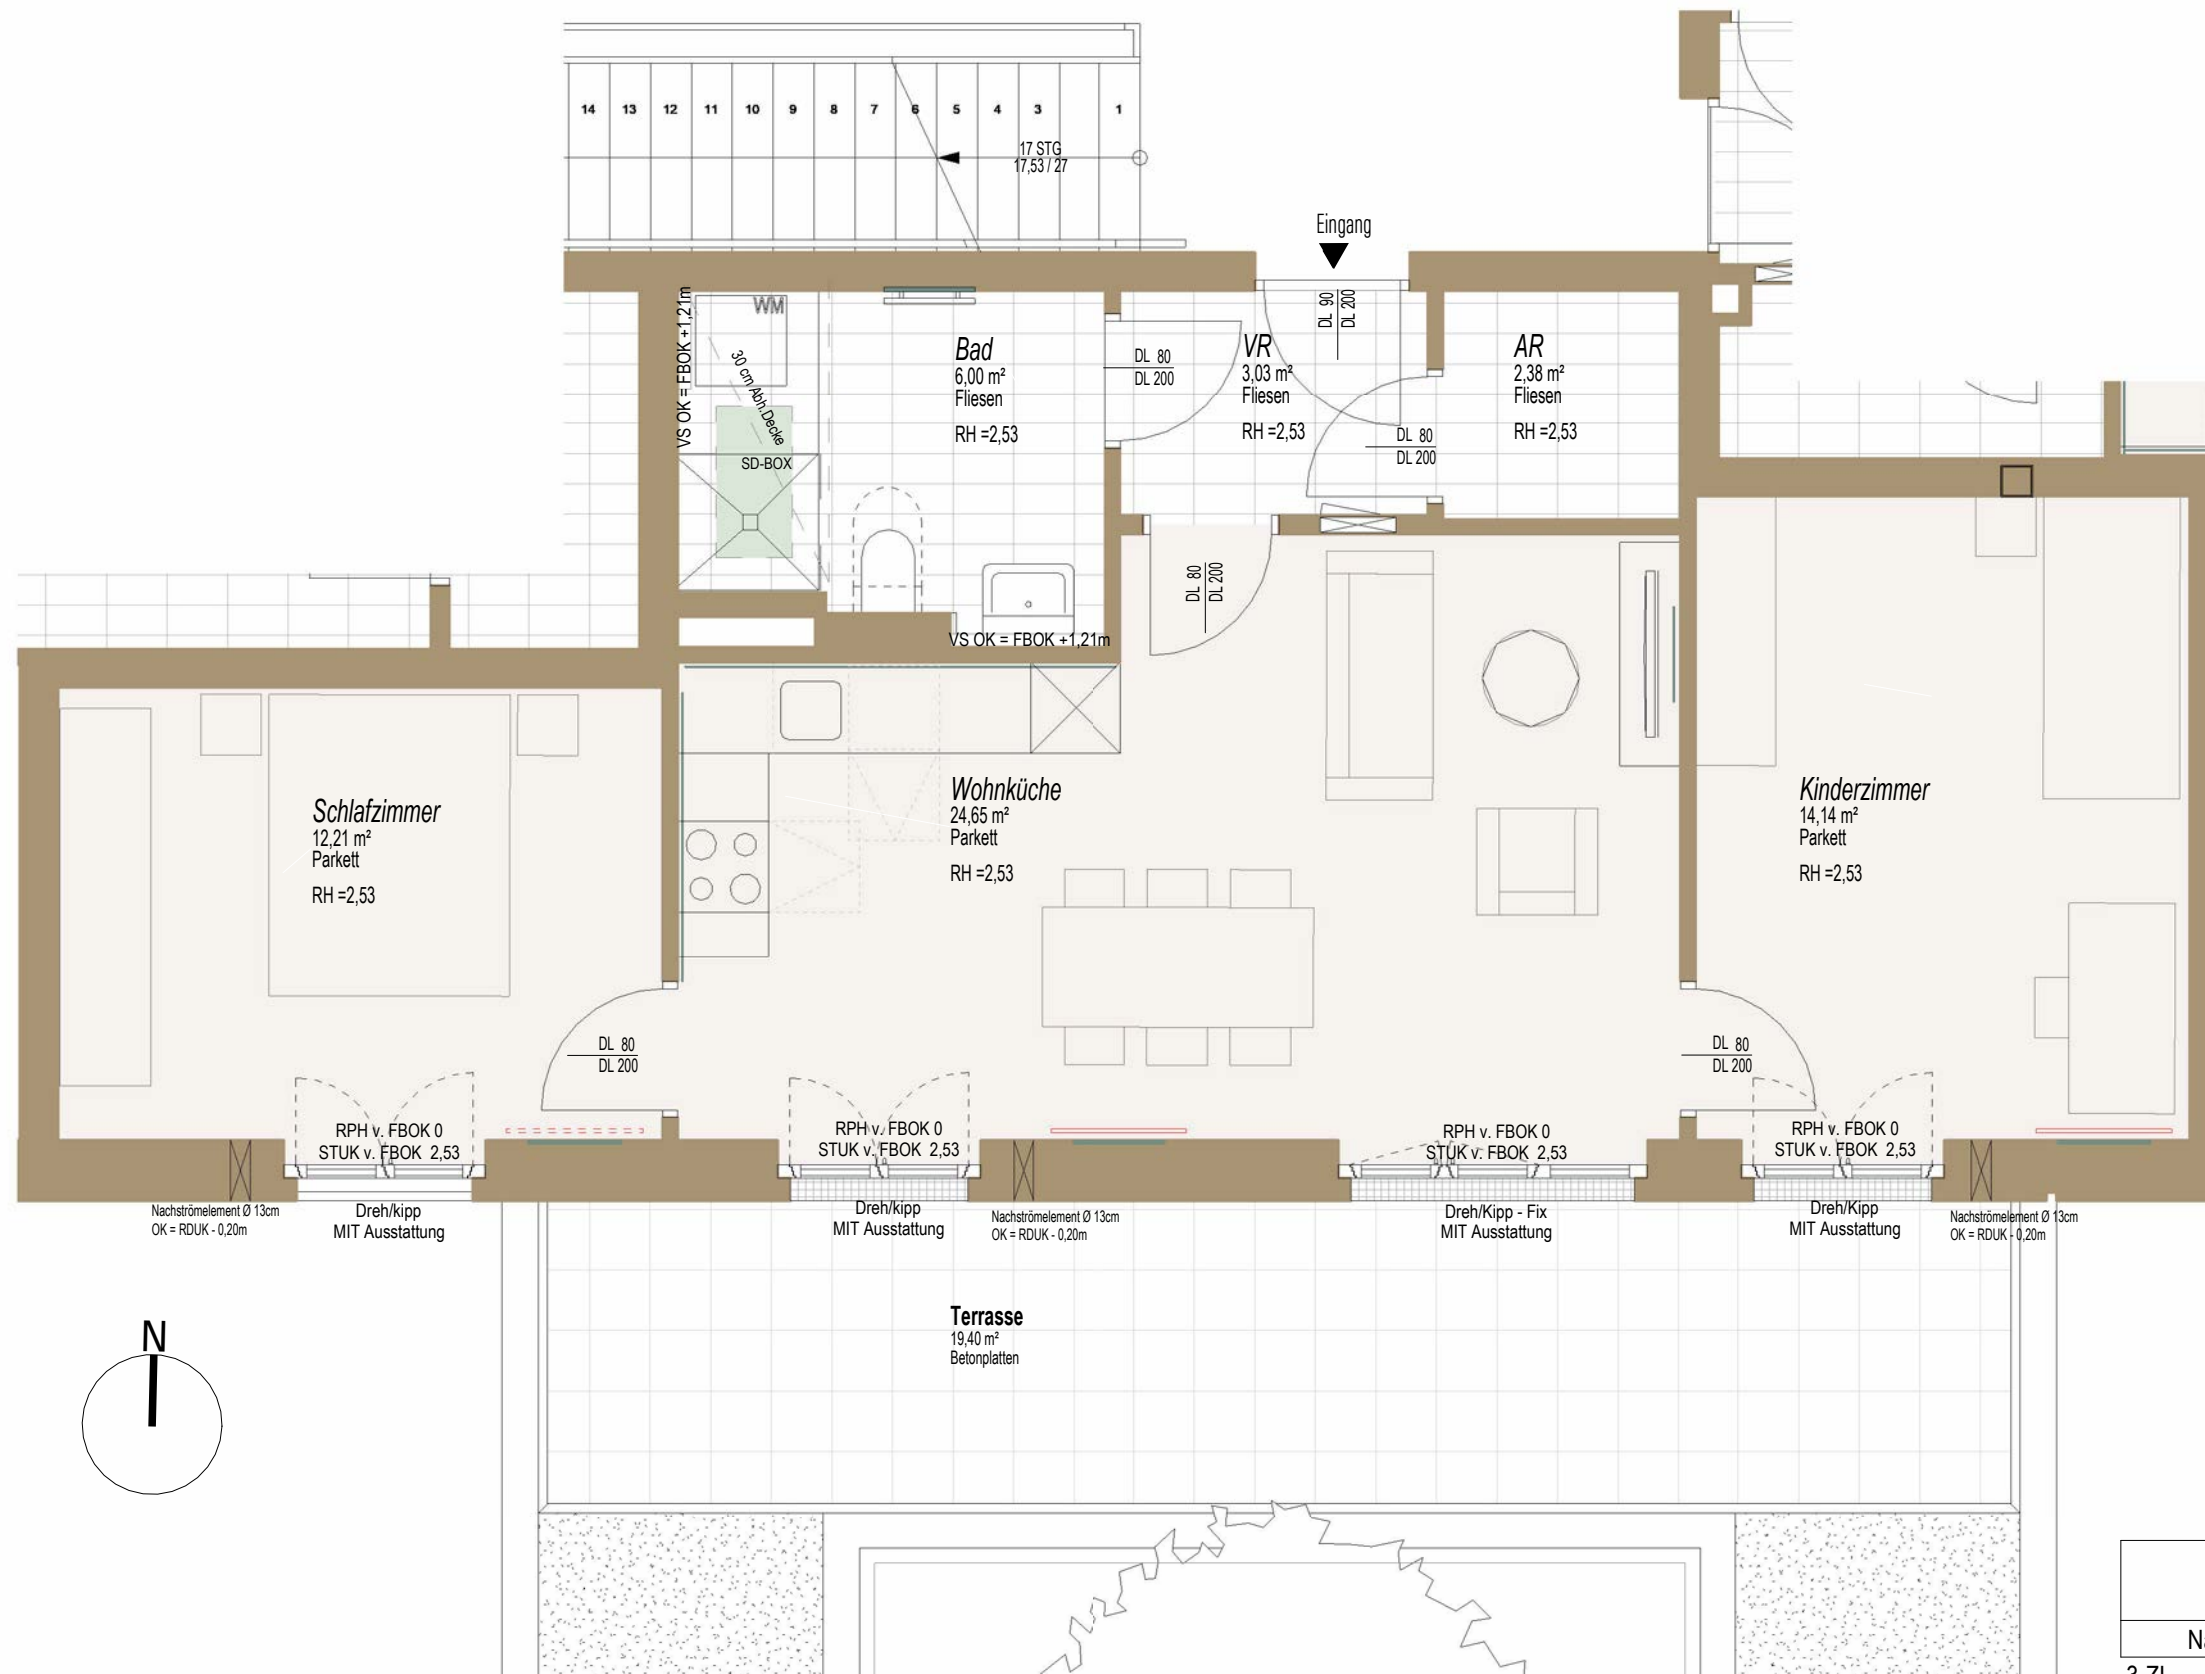 14 13 12 11 10 9 8 7 6 5 4 3 1
17 STG
17,53 / 27
Eingang
VS OK = FBOK +1,21m
WM
30 cm Abh.Decke
SD-BOX
Bad
6,00 m²
Fliesen
RH =2,53
DL 80
DL 200
VR
3,03 m²
Fliesen
RH =2,53
DL 90
DL 200
DL 80
DL 200
AR
2,38 m²
Fliesen
RH =2,53
DL 80
DL 200
VS OK = FBOK +1,21m
Schlafzimmer
12,21 m²
Parkett
RH =2,53
Wohnküche
24,65 m²
Parkett
RH =2,53
Kinderzimmer
14,14 m²
Parkett
RH =2,53
DL 80
DL 200
DL 80
DL 200
RPH v. FBOK 0
STUK v. FBOK 2,53
RPH v. FBOK 0
STUK v. FBOK 2,53
RPH v. FBOK 0
STUK v. FBOK 2,53
RPH v. FBOK 0
STUK v. FBOK 2,53
Nachströmelement Ø 13cm
OK = RDUK - 0,20m
Dreh/kipp
MIT Ausstattung
Dreh/kipp
MIT Ausstattung
Nachströmelement Ø 13cm
OK = RDUK - 0,20m
Dreh/Kipp - Fix
MIT Ausstattung
Dreh/Kipp
MIT Ausstattung
Nachströmelement Ø 13cm
OK = RDUK - 0,20m
Terrasse
19,40 m²
Betonplatten
N